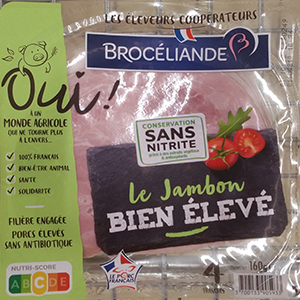 LES ÉLEVEURS COOPÉRATEURS
BROCÉLIANDE
Oui!
À UN
MONDE AGRICOLE
QUI NE TOURNE PLUS
À L'ENVERS...
✓ 100% FRANÇAIS
✓ BIEN-ÊTRE ANIMAL
✓ SANTÉ
✓ SOLIDARITÉ
FILIÈRE ENGAGÉE
PORCS ÉLEVÉS
SANS ANTIBIOTIQUE
NUTRI-SCORE
A B C D E
CONSERVATION
SANS
NITRITE
Le Jambon
BIEN ÉLEVÉ
LE PORC
FRANÇAIS
4
160g